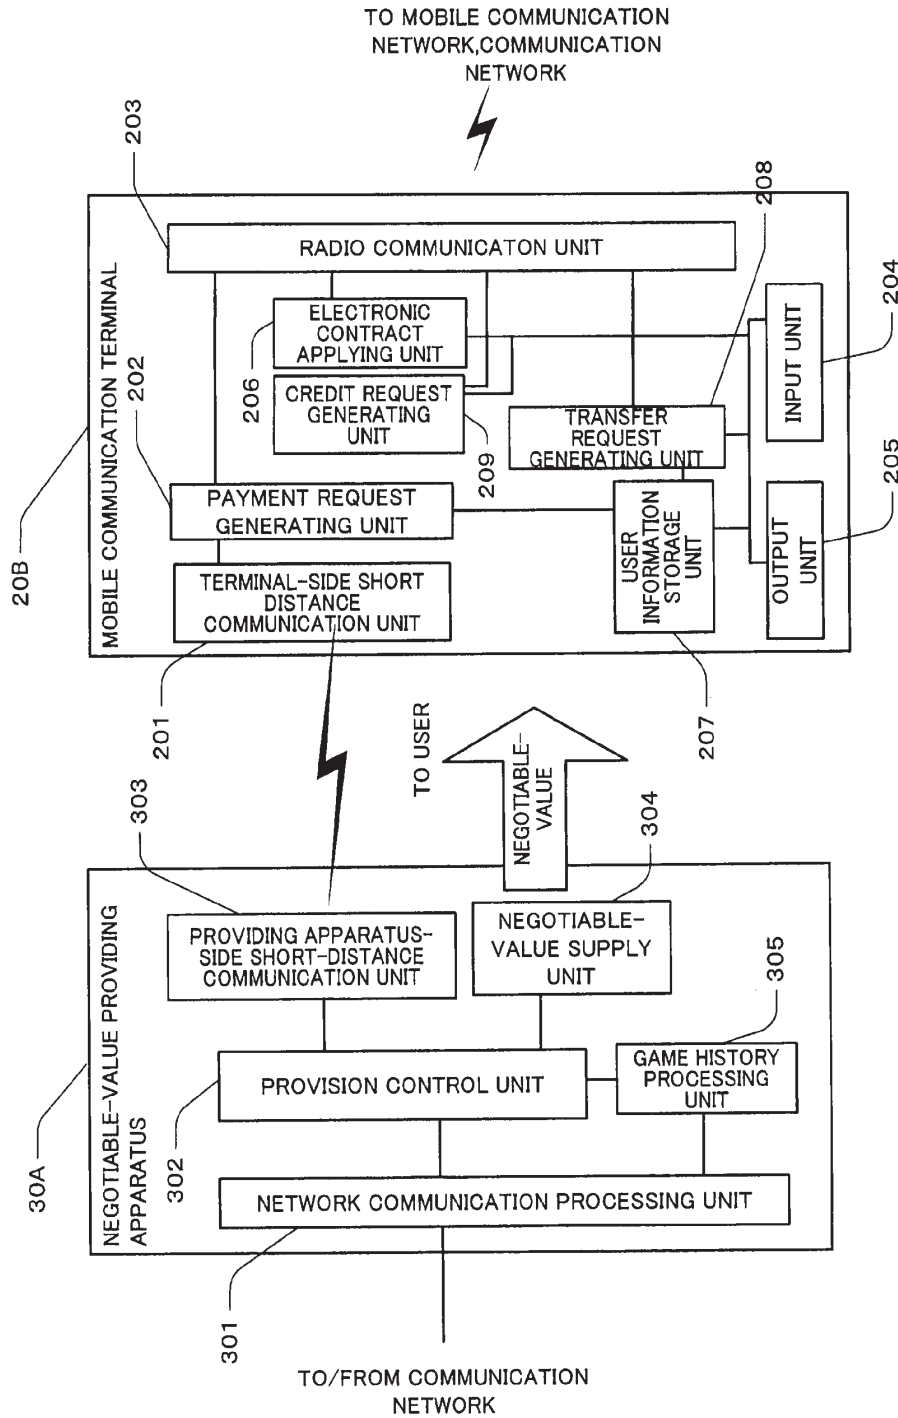 TO MOBILE COMMUNICATION
NETWORK,COMMUNICATION
NETWORK
20B
MOBILE COMMUNICATION TERMINAL
203
RADIO COMMUNICATON UNIT
202
206
ELECTRONIC
CONTRACT
APPLYING UNIT
CREDIT REQUEST
GENERATING
UNIT
209
208
TRANSFER
REQUEST
GENERATING UNIT
INPUT UNIT
204
PAYMENT REQUEST
GENERATING UNIT
USER
INFORMATION
STORAGE
UNIT
207
OUTPUT
UNIT
205
TERMINAL-SIDE SHORT
DISTANCE
COMMUNICATION UNIT
201
TO USER
NEGOTIABLE-
VALUE
30A
NEGOTIABLE-VALUE PROVIDING
APPARATUS
303
PROVIDING APPARATUS-
SIDE SHORT-DISTANCE
COMMUNICATION UNIT
304
NEGOTIABLE-
VALUE SUPPLY
UNIT
305
GAME HISTORY
PROCESSING
UNIT
302
PROVISION CONTROL UNIT
NETWORK COMMUNICATION PROCESSING UNIT
301
TO/FROM COMMUNICATION
NETWORK